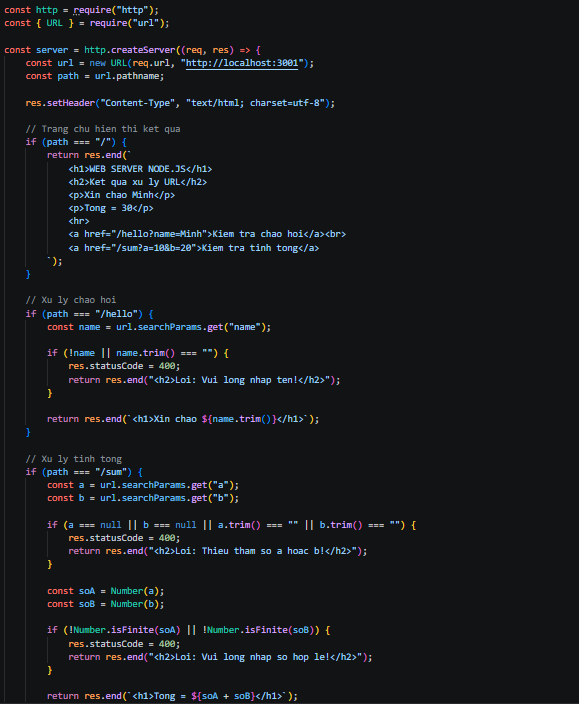 const http = require("http");
const { URL } = require("url");

const server = http.createServer((req, res) => {
    const url = new URL(req.url, "http://localhost:3001");
    const path = url.pathname;

    res.setHeader("Content-Type", "text/html; charset=utf-8");

    // Trang chu hien thi ket qua
    if (path === "/") {
        return res.end(`
            <h1>WEB SERVER NODE.JS</h1>
            <h2>Ket qua xu ly URL</h2>
            <p>Xin chao Minh</p>
            <p>Tong = 30</p>
            <hr>
            <a href="/hello?name=Minh">Kiem tra chao hoi</a><br>
            <a href="/sum?a=10&b=20">Kiem tra tinh tong</a>
        `);
    }

    // Xu ly chao hoi
    if (path === "/hello") {
        const name = url.searchParams.get("name");

        if (!name || name.trim() === "") {
            res.statusCode = 400;
            return res.end("<h2>Loi: Vui long nhap ten!</h2>");
        }

        return res.end(`<h1>Xin chao ${name.trim()}</h1>`);
    }

    // Xu ly tinh tong
    if (path === "/sum") {
        const a = url.searchParams.get("a");
        const b = url.searchParams.get("b");

        if (a === null || b === null || a.trim() === "" || b.trim() === "") {
            res.statusCode = 400;
            return res.end("<h2>Loi: Thieu tham so a hoac b!</h2>");
        }

        const soA = Number(a);
        const soB = Number(b);

        if (!Number.isFinite(soA) || !Number.isFinite(soB)) {
            res.statusCode = 400;
            return res.end("<h2>Loi: Vui long nhap so hop le!</h2>");
        }

        return res.end(`<h1>Tong = ${soA + soB}</h1>`);